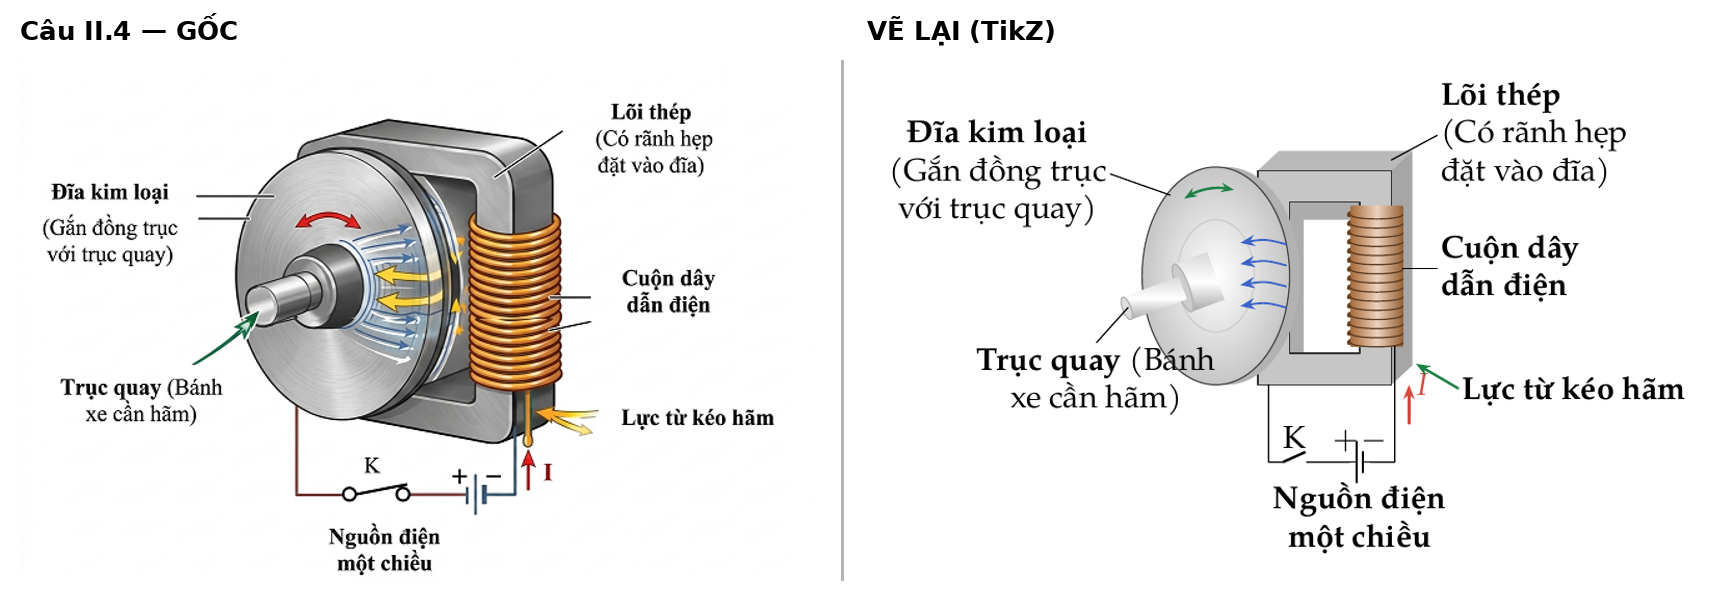 Câu II.4 — GỐC
Lõi thép
(Có rãnh hẹp
đặt vào đĩa)
Đĩa kim loại
(Gắn đồng trục
với trục quay)
Cuộn dây
dẫn điện
Trục quay (Bánh
xe cần hãm)
Lực từ kéo hãm
K
+ −
I
Nguồn điện
một chiều
VẼ LẠI (TikZ)
Lõi thép
(Có rãnh hẹp
đặt vào đĩa)
Đĩa kim loại
(Gắn đồng trục
với trục quay)
Cuộn dây
dẫn điện
Trục quay (Bánh
xe cần hãm)
I
Lực từ kéo hãm
K
+ −
Nguồn điện
một chiều